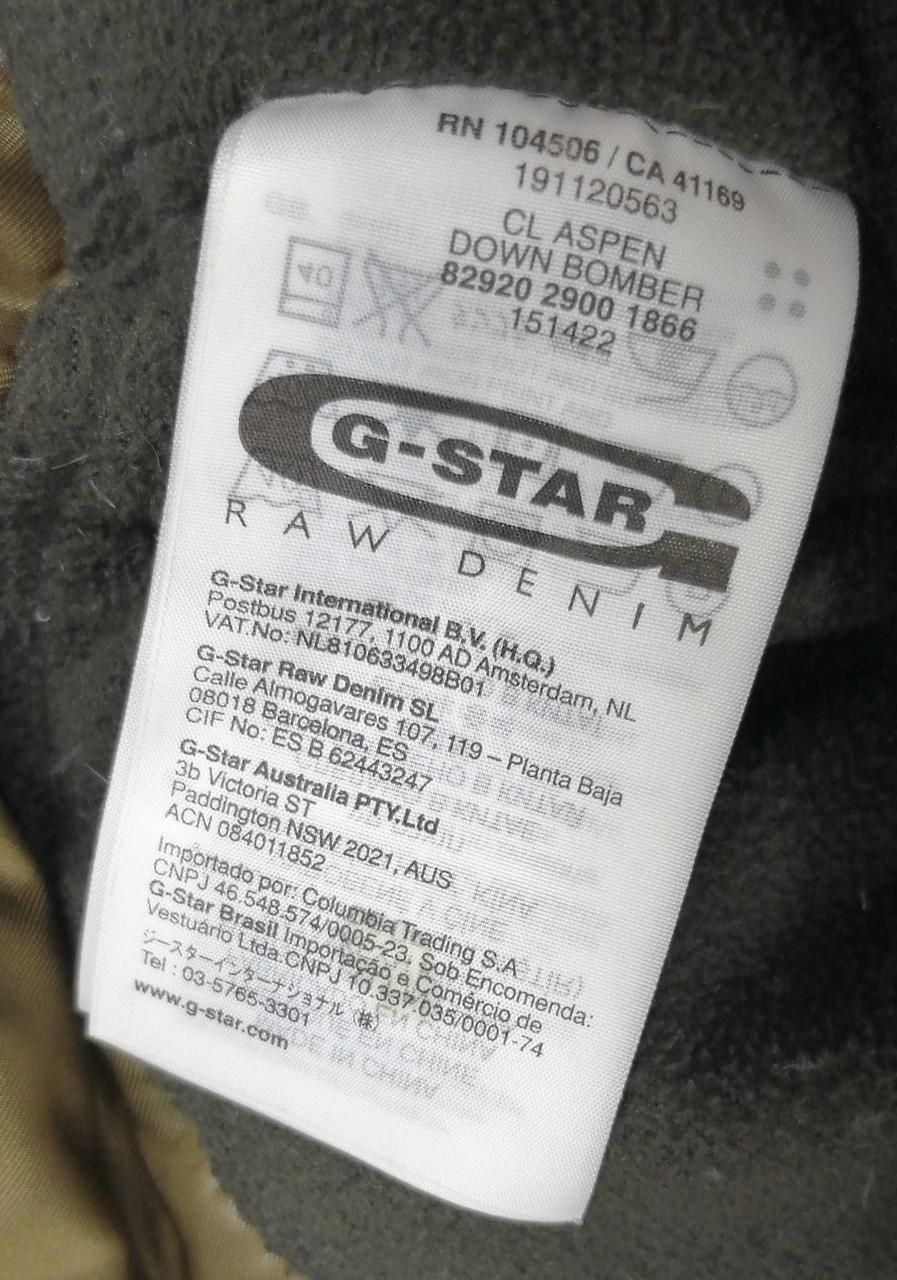 RN 104506 / CA 41169
191120563
CL ASPEN
DOWN BOMBER
82920 2900 1866
151422
G-STAR
RAW DENIM
G-Star International B.V. (H.Q.)
Postbus 12177, 1100 AD Amsterdam, NL
VAT.No: NL810633498B01
G-Star Raw Denim SL
Calle Almogavares 107, 119 – Planta Baja
08018 Barcelona, ES
CIF No: ES B 62443247
G-Star Australia PTY.Ltd
3b Victoria ST
Paddington NSW 2021, AUS
ACN 084011852
Importado por: Columbia Trading S.A
CNPJ 46.548.574/0005-23. Sob Encomenda:
G-Star Brasil Importação e Comércio de
Vestuário Ltda.CNPJ 10.337.035/0001-74
ジースターインターナショナル（株）
Tel : 03-5765-3301
www.g-star.com